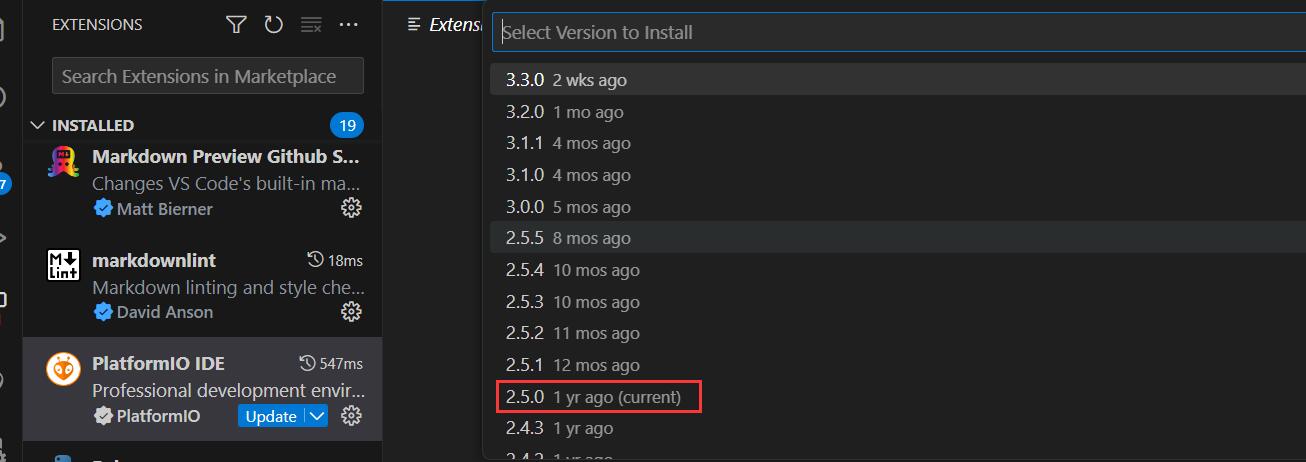 EXTENSIONS
Search Extensions in Marketplace
INSTALLED 19
Markdown Preview Github S...
Changes VS Code's built-in ma...
Matt Bierner
markdownlint 18ms
Markdown linting and style che...
David Anson
PlatformIO IDE 547ms
Professional development envir...
PlatformIO Update
Extensi
Select Version to Install
3.3.0 2 wks ago
3.2.0 1 mo ago
3.1.1 4 mos ago
3.1.0 4 mos ago
3.0.0 5 mos ago
2.5.5 8 mos ago
2.5.4 10 mos ago
2.5.3 10 mos ago
2.5.2 11 mos ago
2.5.1 12 mos ago
2.5.0 1 yr ago (current)
2.4.3 1 yr ago